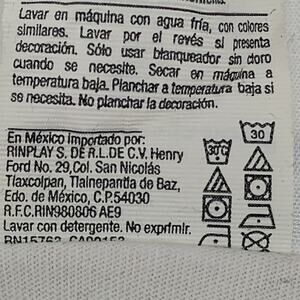 Lavar en máquina con agua fría, con colores
similares. Lavar por el revés si presenta
decoración. Sólo usar blanqueador sin cloro
cuando se necesite. Secar en máquina a
temperatura baja. Planchar a temperatura baja si
se necesita. No planchar la decoración.
En México Importado por:
RINPLAY S. DE R.L.DE C.V. Henry
Ford No. 29,Col. San Nicolás
Tlaxcolpan, Tlalnepantla de Baz,
Edo. de México, C.P.54030
R.F.C.RIN980806 AE9
Lavar con detergente. No exprimir.
RN15763
30
30